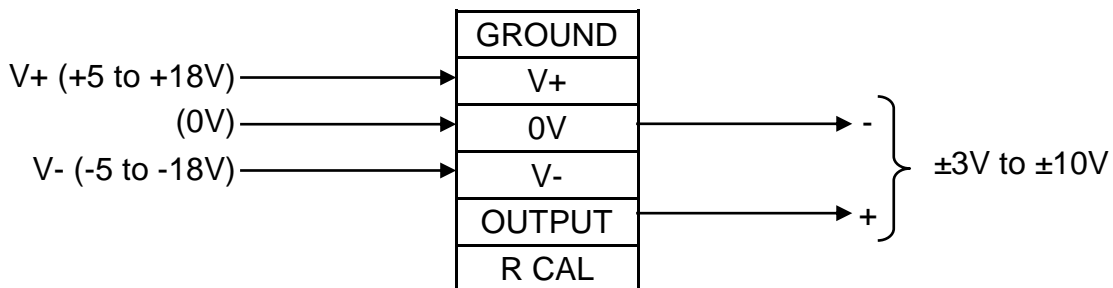 GROUND
V+ (+5 to +18V)
V+
(0V)
0V
-
V- (-5 to -18V)
V-
±3V to ±10V
OUTPUT
+
R CAL